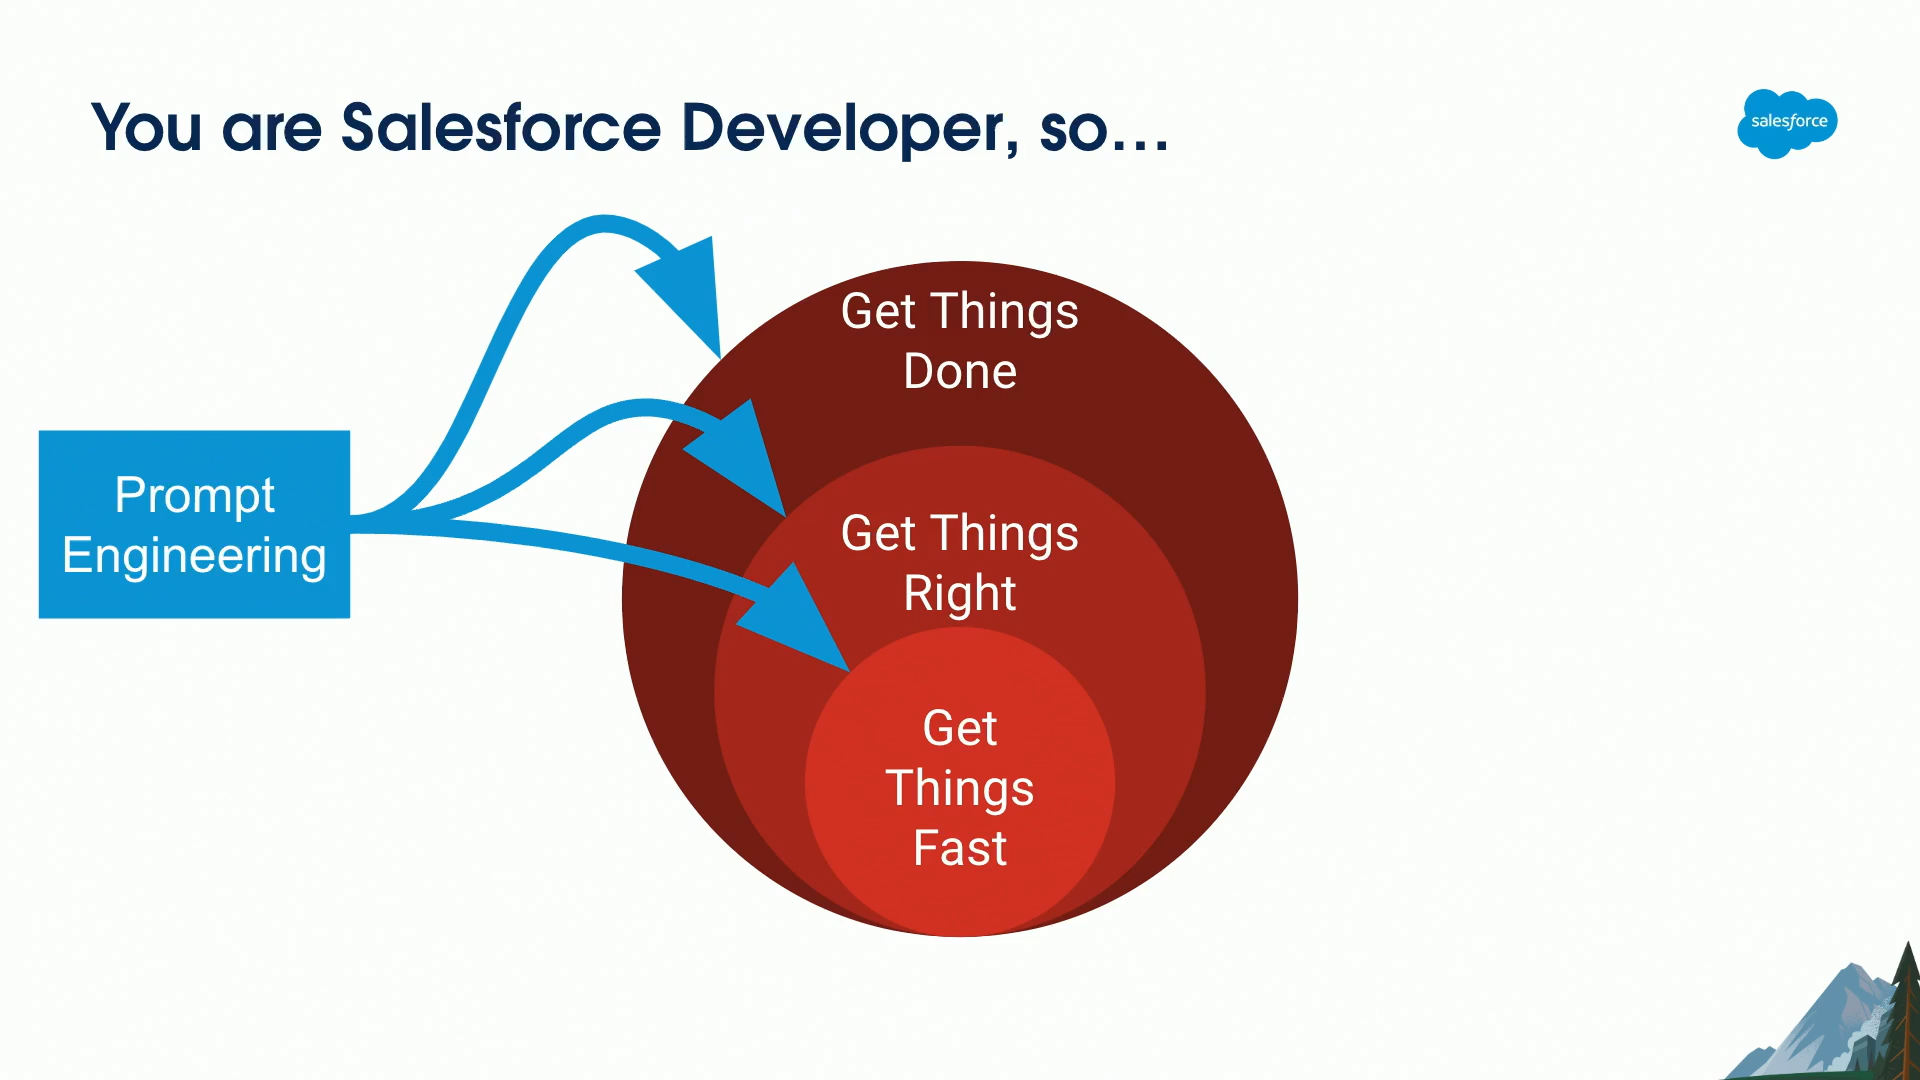 You are Salesforce Developer, so...
salesforce
Get Things
Done
Prompt
Engineering
Get Things
Right
Get
Things
Fast